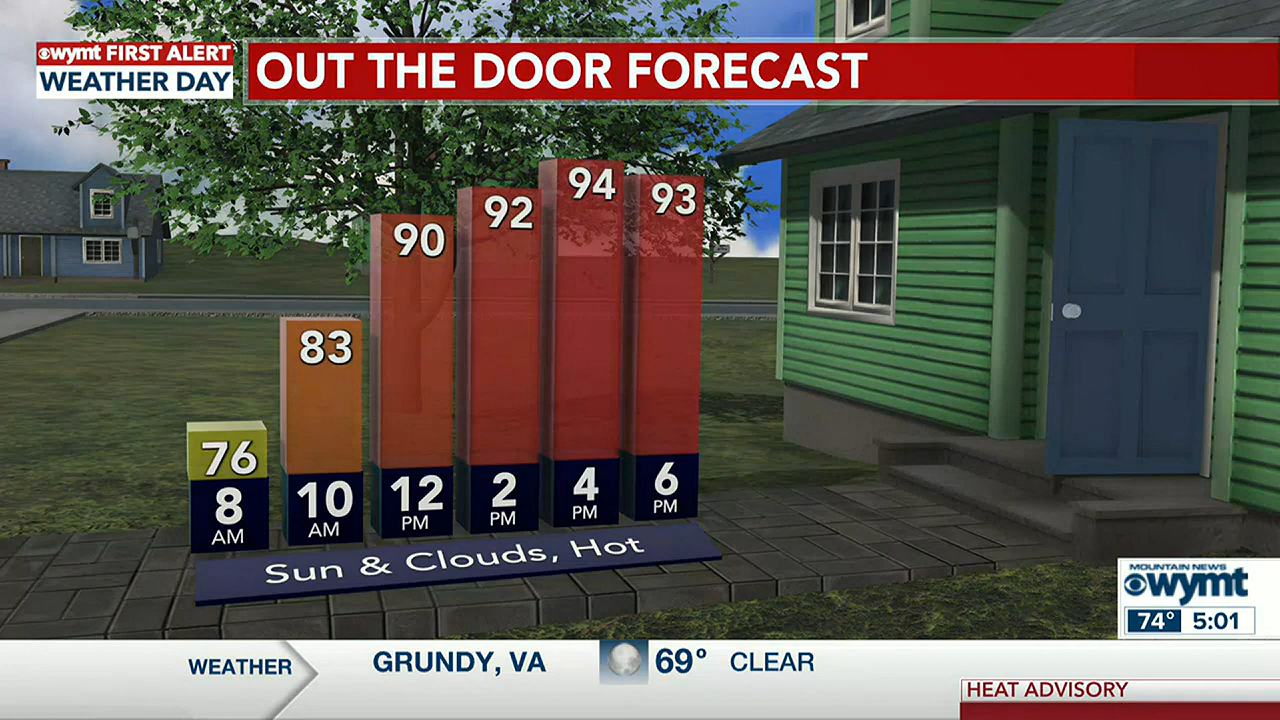 wymt FIRST ALERT
WEATHER DAY
OUT THE DOOR FORECAST
76
83
90
92
94
93
8
AM
10
AM
12
PM
2
PM
4
PM
6
PM
Sun & Clouds, Hot
MOUNTAIN NEWS
wymt
74° 5:01
WEATHER
GRUNDY, VA 69° CLEAR
HEAT ADVISORY